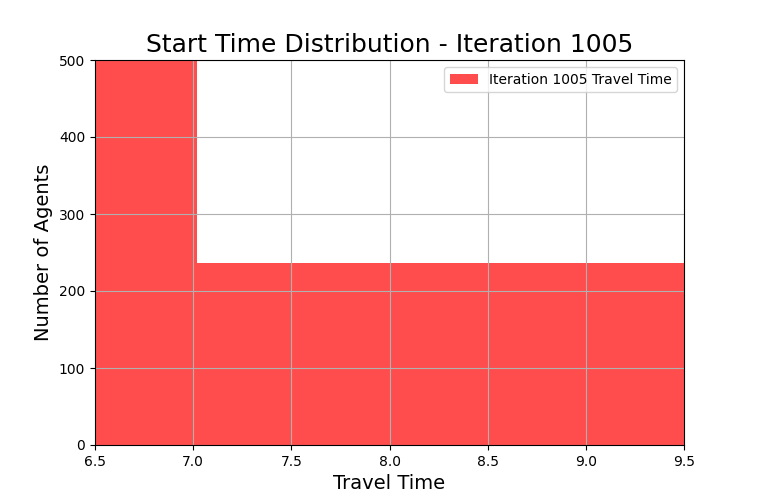 Start Time Distribution - Iteration 1005
Iteration 1005 Travel Time
Number of Agents
500
400
300
200
100
0
6.5 7.0 7.5 8.0 8.5 9.0 9.5
Travel Time